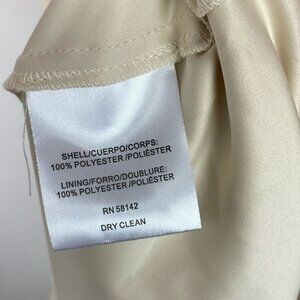 SHELL/CUERPO/CORPS:
100% POLYESTER /POLIÉSTER
LINING/FORRO/DOUBLURE:
100% POLYESTER /POLIÉSTER
RN 58142
DRY CLEAN